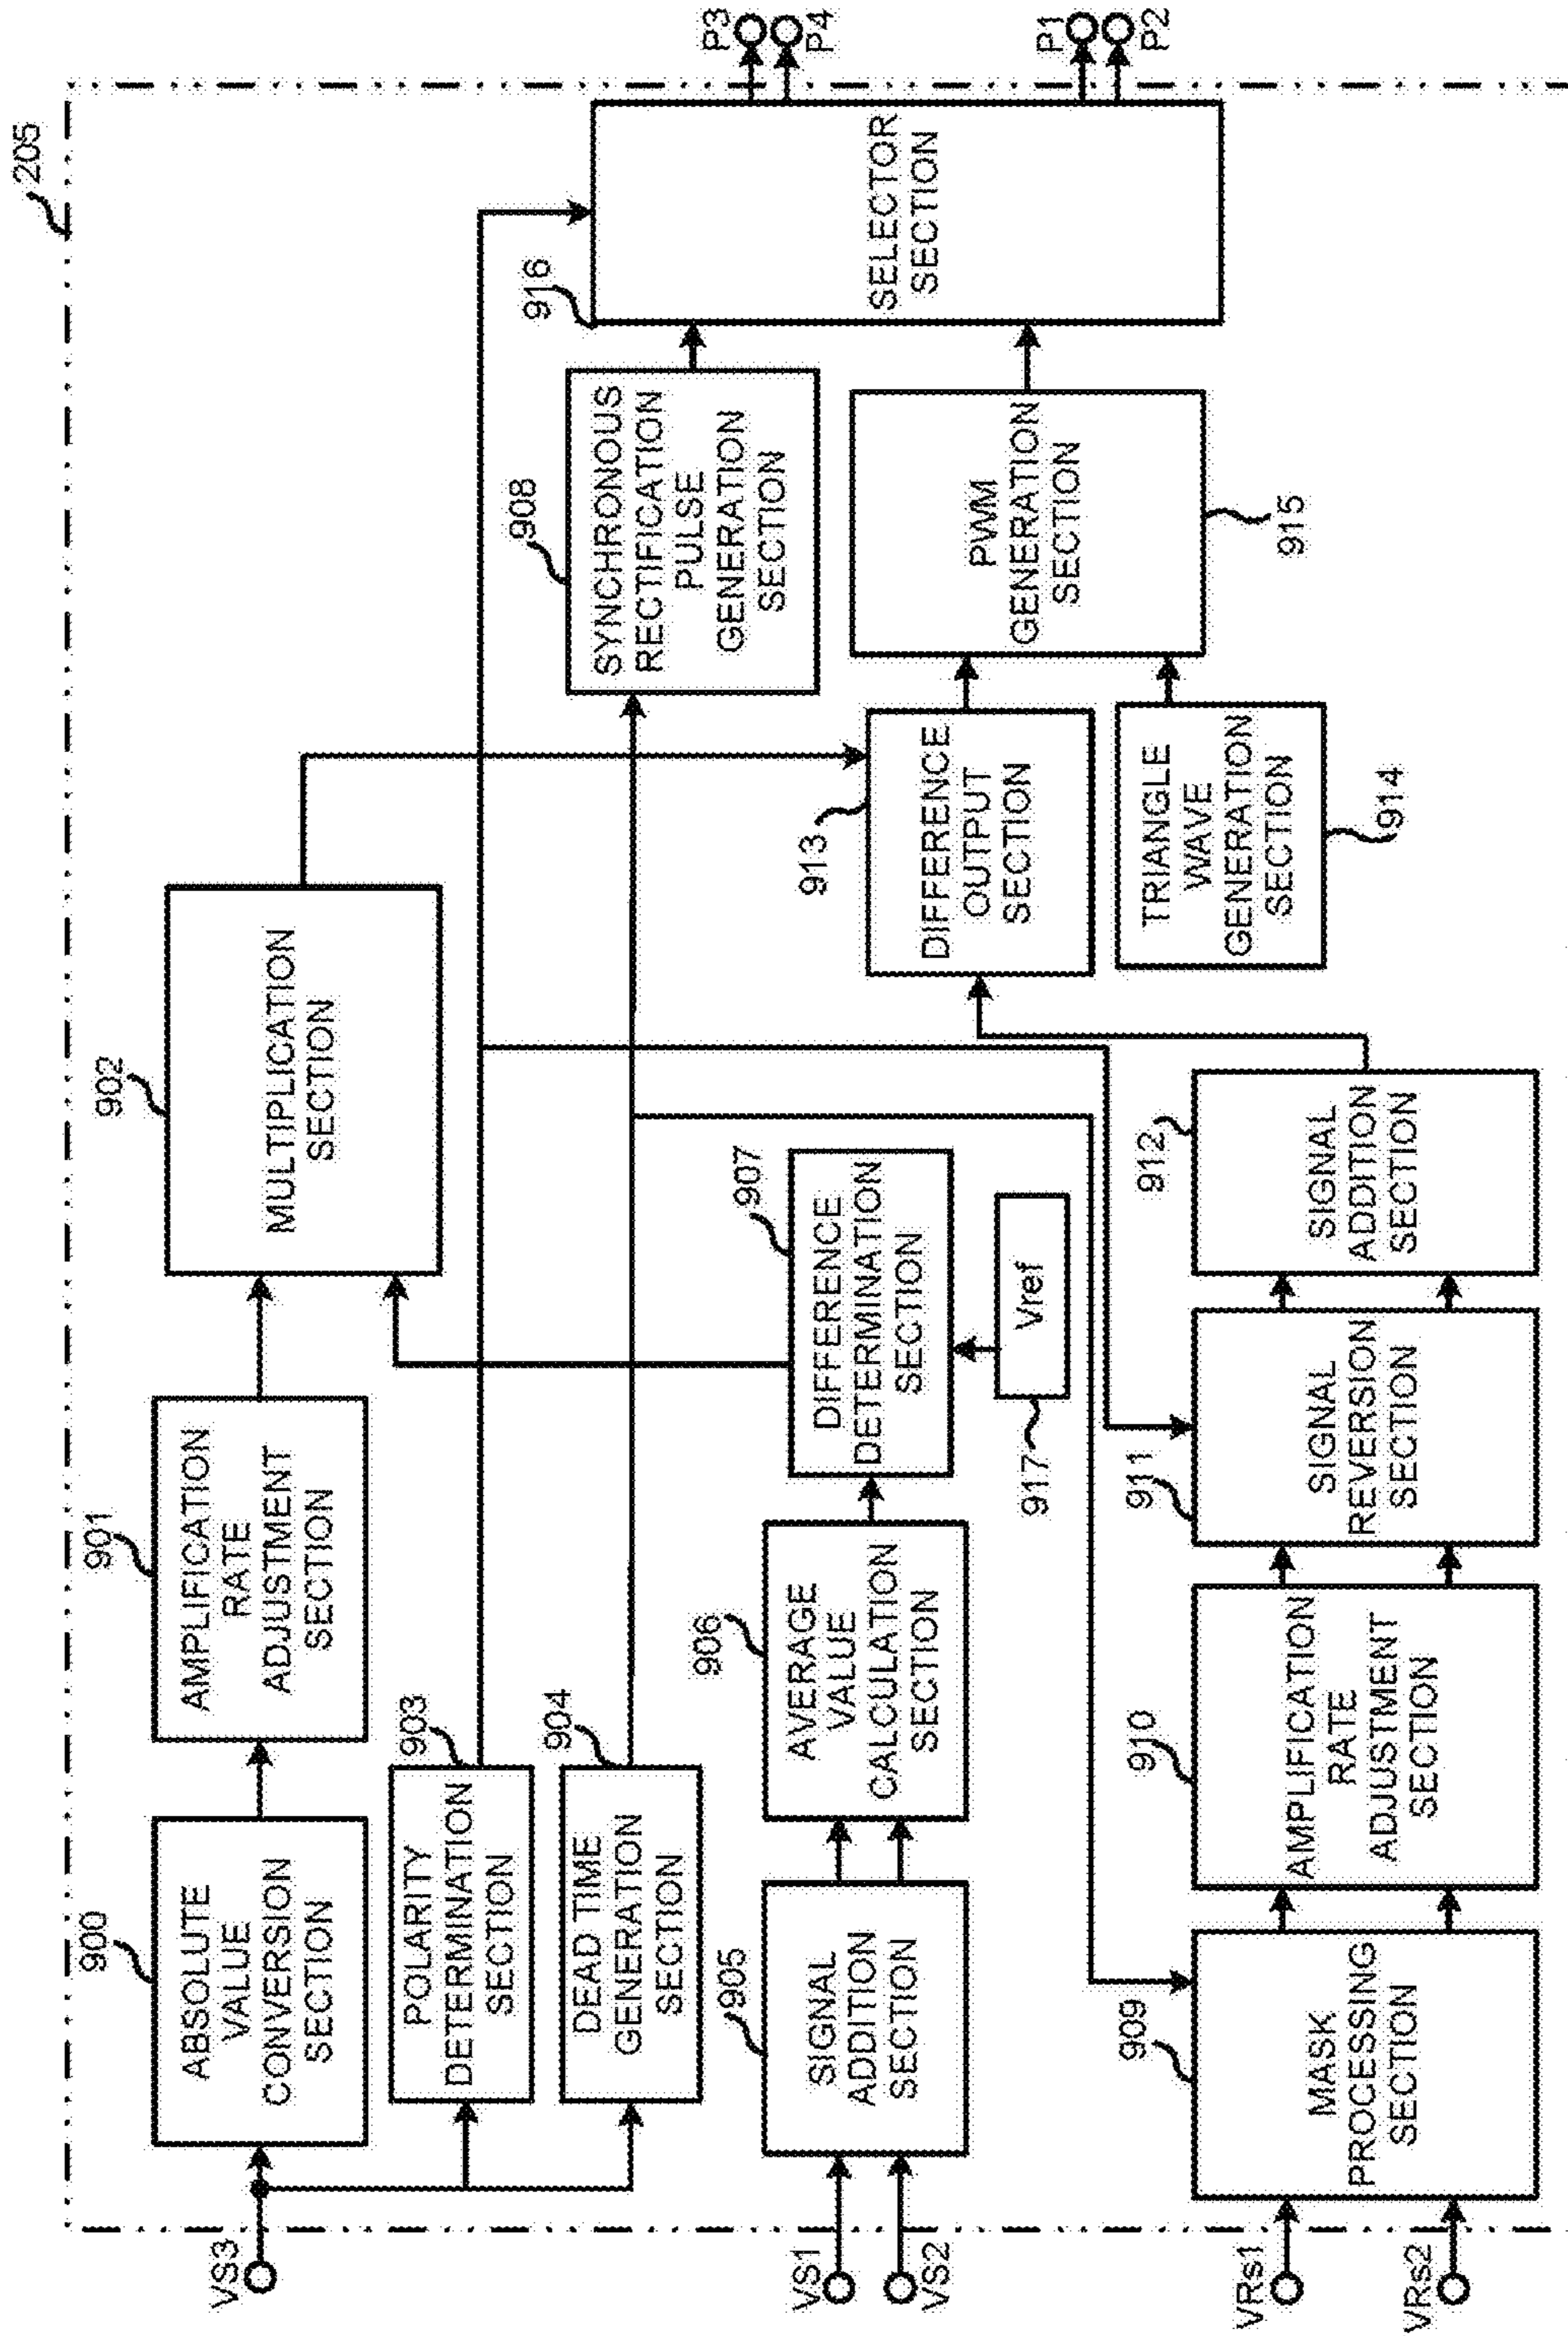 205
VS3
900
ABSOLUTE
VALUE
CONVERSION
SECTION
901
AMPLIFICATION
RATE
ADJUSTMENT
SECTION
902
MULTIPLICATION
SECTION
903
POLARITY
DETERMINATION
SECTION
904
DEAD TIME
GENERATION
SECTION
VS1
VS2
905
SIGNAL
ADDITION
SECTION
906
AVERAGE
VALUE
CALCULATION
SECTION
907
DIFFERENCE
DETERMINATION
SECTION
917
Vref
908
SYNCHRONOUS
RECTIFICATION
PULSE
GENERATION
SECTION
VRs1
VRs2
909
MASK
PROCESSING
SECTION
910
AMPLIFICATION
RATE
ADJUSTMENT
SECTION
911
SIGNAL
REVERSION
SECTION
912
SIGNAL
ADDITION
SECTION
913
DIFFERENCE
OUTPUT
SECTION
TRIANGLE
WAVE
GENERATION
SECTION
914
PWM
GENERATION
SECTION
915
916
SELECTOR
SECTION
P3
P4
P1
P2